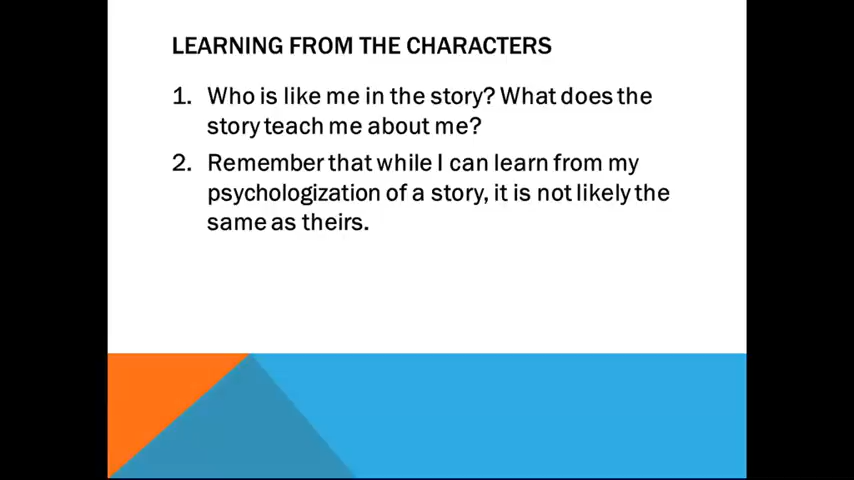 LEARNING FROM THE CHARACTERS
1. Who is like me in the story? What does the
story teach me about me?
2. Remember that while I can learn from my
psychologization of a story, it is not likely the
same as theirs.